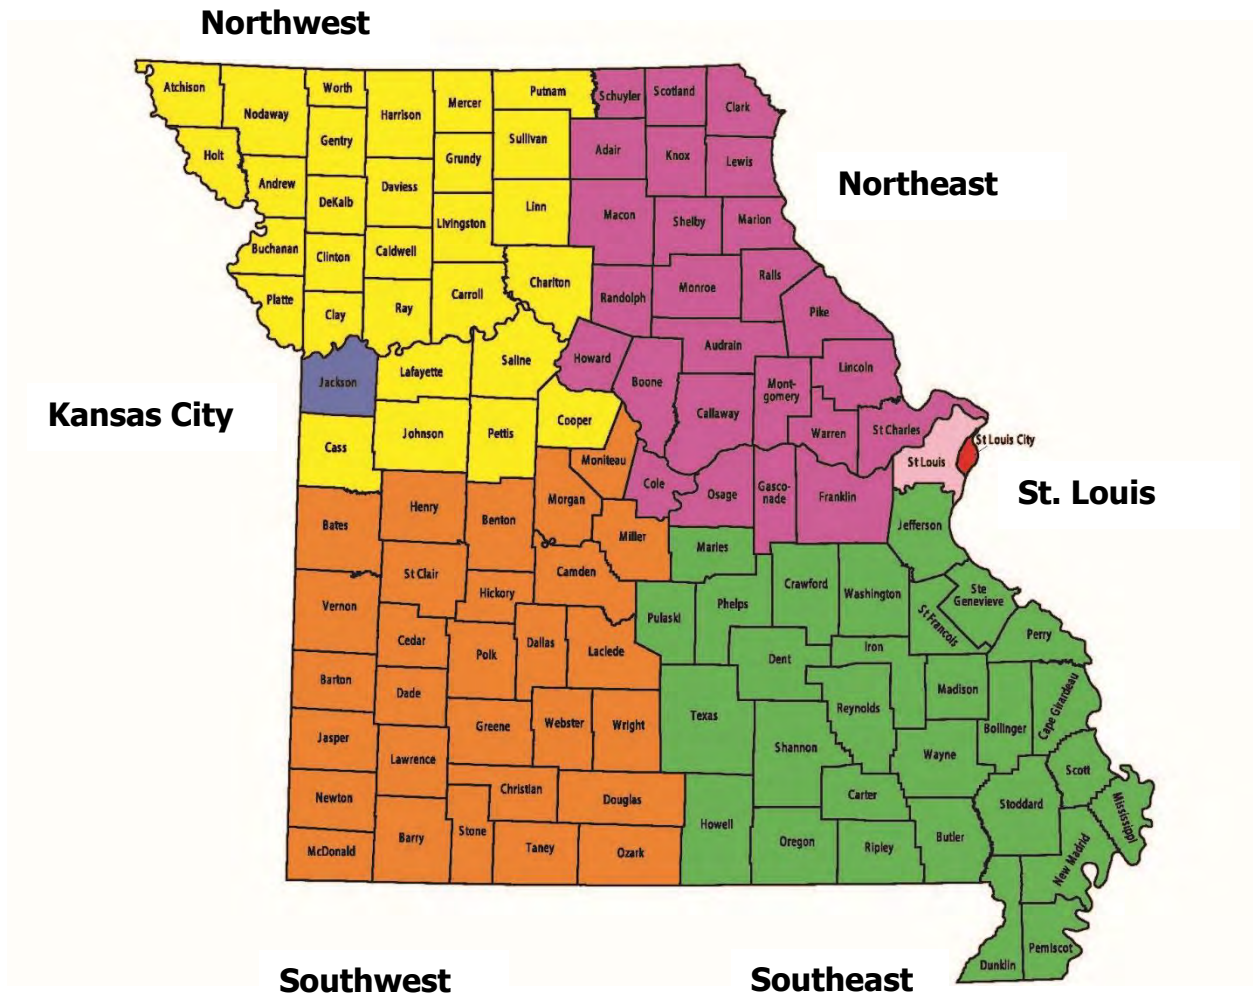 Northwest
Atchison
Nodaway
Worth
Harrison
Mercer
Putnam
Schuyler
Scotland
Clark
Holt
Gentry
Grundy
Sullivan
Adair
Knox
Lewis
Andrew
DeKalb
Daviess
Livingston
Linn
Macon
Shelby
Marion
Northeast
Buchanan
Clinton
Caldwell
Platte
Clay
Ray
Carroll
Chariton
Randolph
Monroe
Ralls
Pike
Jackson
Lafayette
Saline
Howard
Boone
Audrain
Lincoln
Kansas City
Cass
Johnson
Pettis
Cooper
Callaway
Mont-
gomery
Warren
St Charles
St Louis City
St Louis
St. Louis
Moniteau
Cole
Osage
Gasco-
nade
Franklin
Jefferson
Bates
Henry
Benton
Morgan
Miller
Maries
St Clair
Camden
Crawford
Washington
Ste
Genevieve
Vernon
Hickory
Pulaski
Phelps
St Francois
Perry
Cedar
Polk
Dallas
Laclede
Dent
Iron
Barton
Dade
Texas
Reynolds
Madison
Bollinger
Cape Girardeau
Jasper
Greene
Webster
Wright
Shannon
Wayne
Lawrence
Scott
Newton
Christian
Douglas
Howell
Carter
Stoddard
Mississippi
McDonald
Barry
Stone
Taney
Ozark
Oregon
Ripley
Butler
New Madrid
Dunklin
Pemiscot
Southwest
Southeast